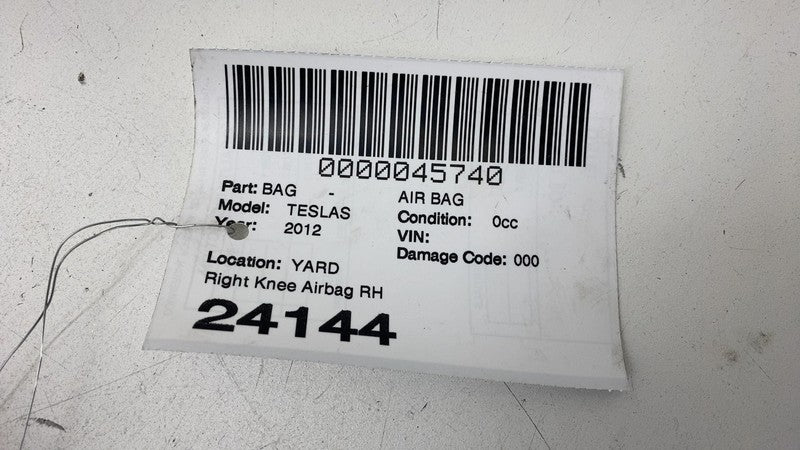 0000045740
Part: BAG - AIR BAG
Model: TESLAS Condition: 0cc
Year: 2012 VIN:
Damage Code: 000
Location: YARD
Right Knee Airbag RH
24144